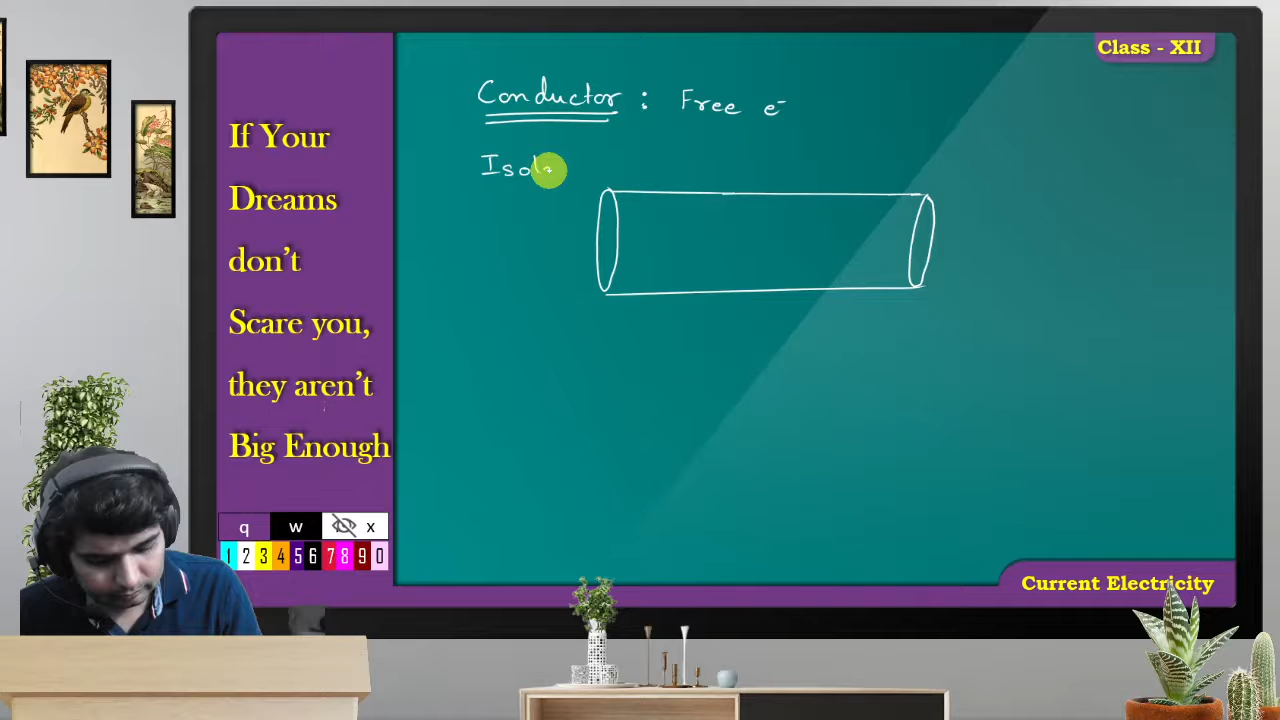 Class - XII
If Your
Dreams
don't
Scare you,
they aren't
Big Enough
Conductor : Free e⁻
q w x
1 2 3 4 5 6 7 8 9 0
Current Electricity